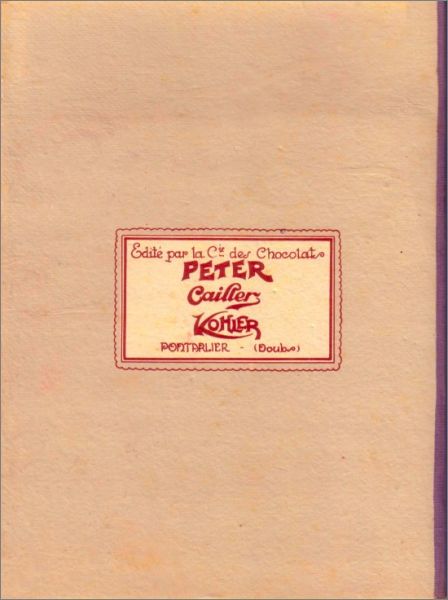 Edité par la Cie des Chocolats
PETER
Cailler
KOHLER
PONTARLIER - (Doubs)